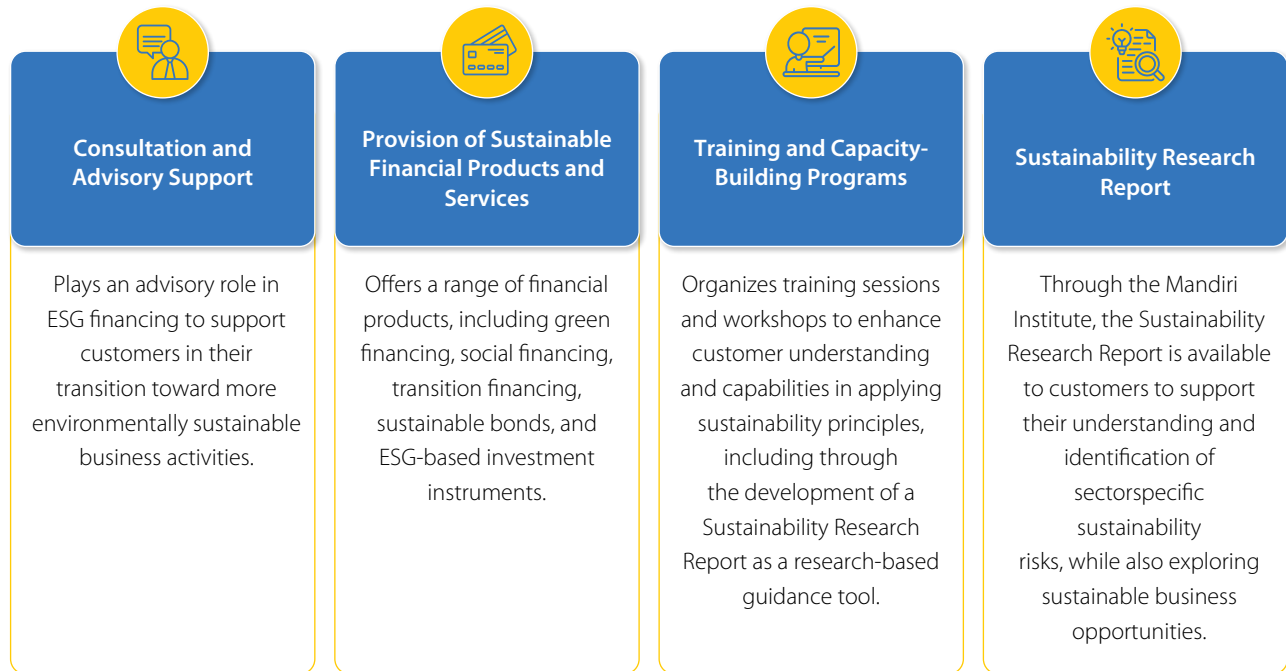 Consultation and
Advisory Support
Plays an advisory role in
ESG financing to support
customers in their
transition toward more
environmentally sustainable
business activities.
Provision of Sustainable
Financial Products and
Services
Offers a range of financial
products, including green
financing, social financing,
transition financing,
sustainable bonds, and
ESG-based investment
instruments.
Training and Capacity-
Building Programs
Organizes training sessions
and workshops to enhance
customer understanding
and capabilities in applying
sustainability principles,
including through
the development of a
Sustainability Research
Report as a research-based
guidance tool.
Sustainability Research
Report
Through the Mandiri
Institute, the Sustainability
Research Report is available
to customers to support
their understanding and
identification of
sectorspecific
sustainability
risks, while also exploring
sustainable business
opportunities.